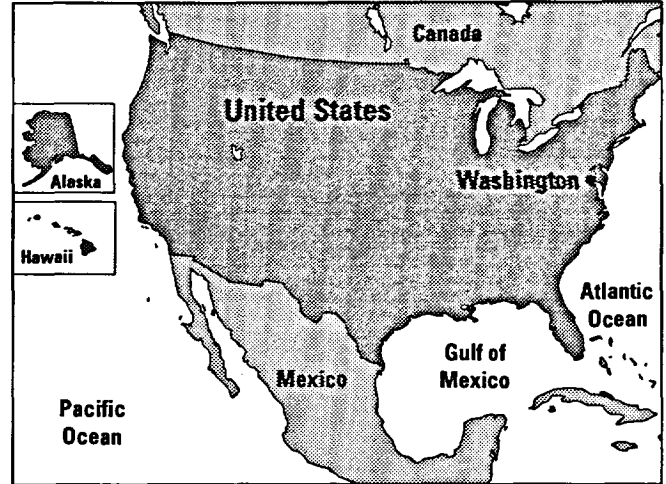 Canada
United States
Alaska
Washington
Hawaii
Atlantic
Ocean
Gulf of
Mexico
Mexico
Pacific
Ocean